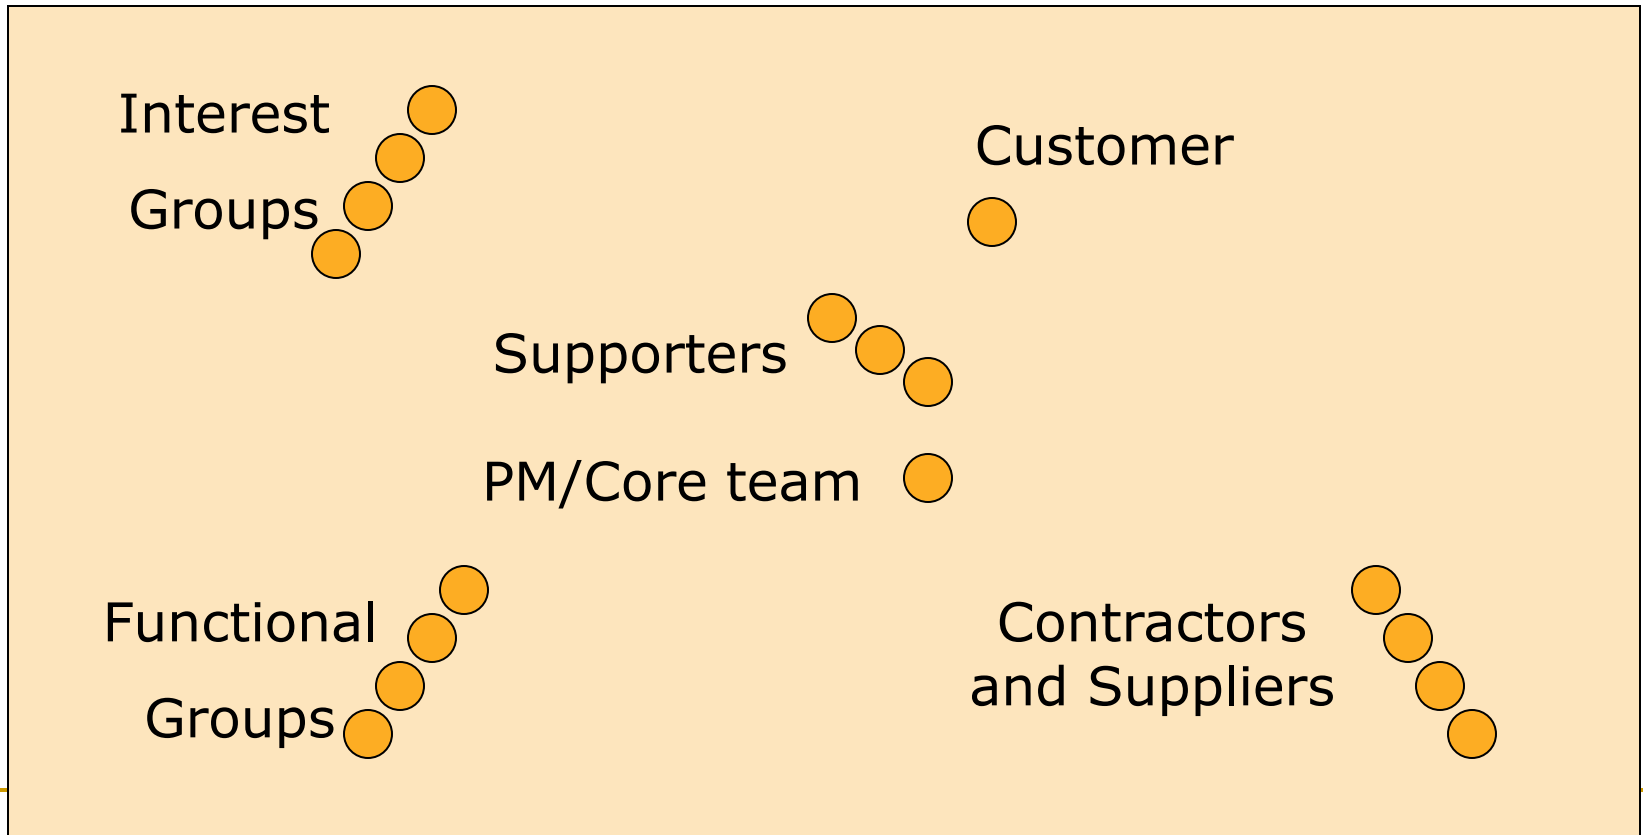 Interest
Groups
Customer
Supporters
PM/Core team
Functional
Groups
Contractors
and Suppliers